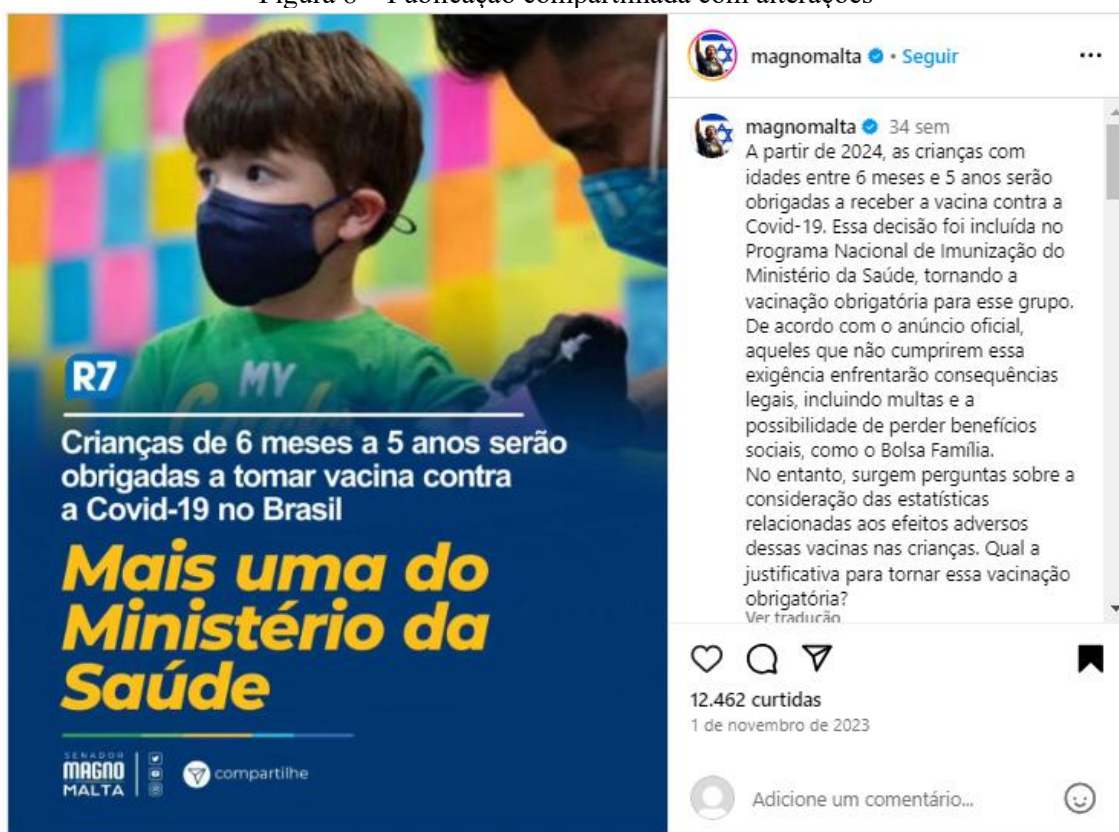 Figura 6 – Publicação compartilhada com alterações
magnomalta • Seguir
magnomalta 34 sem
A partir de 2024, as crianças com
idades entre 6 meses e 5 anos serão
obrigadas a receber a vacina contra a
Covid-19. Essa decisão foi incluída no
Programa Nacional de Imunização do
Ministério da Saúde, tornando a
vacinação obrigatória para esse grupo.
De acordo com o anúncio oficial,
aqueles que não cumprirem essa
exigência enfrentarão consequências
legais, incluindo multas e a
possibilidade de perder benefícios
sociais, como o Bolsa Família.
No entanto, surgem perguntas sobre a
consideração das estatísticas
relacionadas aos efeitos adversos
dessas vacinas nas crianças. Qual a
justificativa para tornar essa vacinação
obrigatória?
Ver tradução
12.462 curtidas
1 de novembro de 2023
Adicione um comentário...
MY
R7
Crianças de 6 meses a 5 anos serão
obrigadas a tomar vacina contra
a Covid-19 no Brasil
Mais uma do
Ministério da
Saúde
SENADOR
MAGNO
MALTA
compartilhe